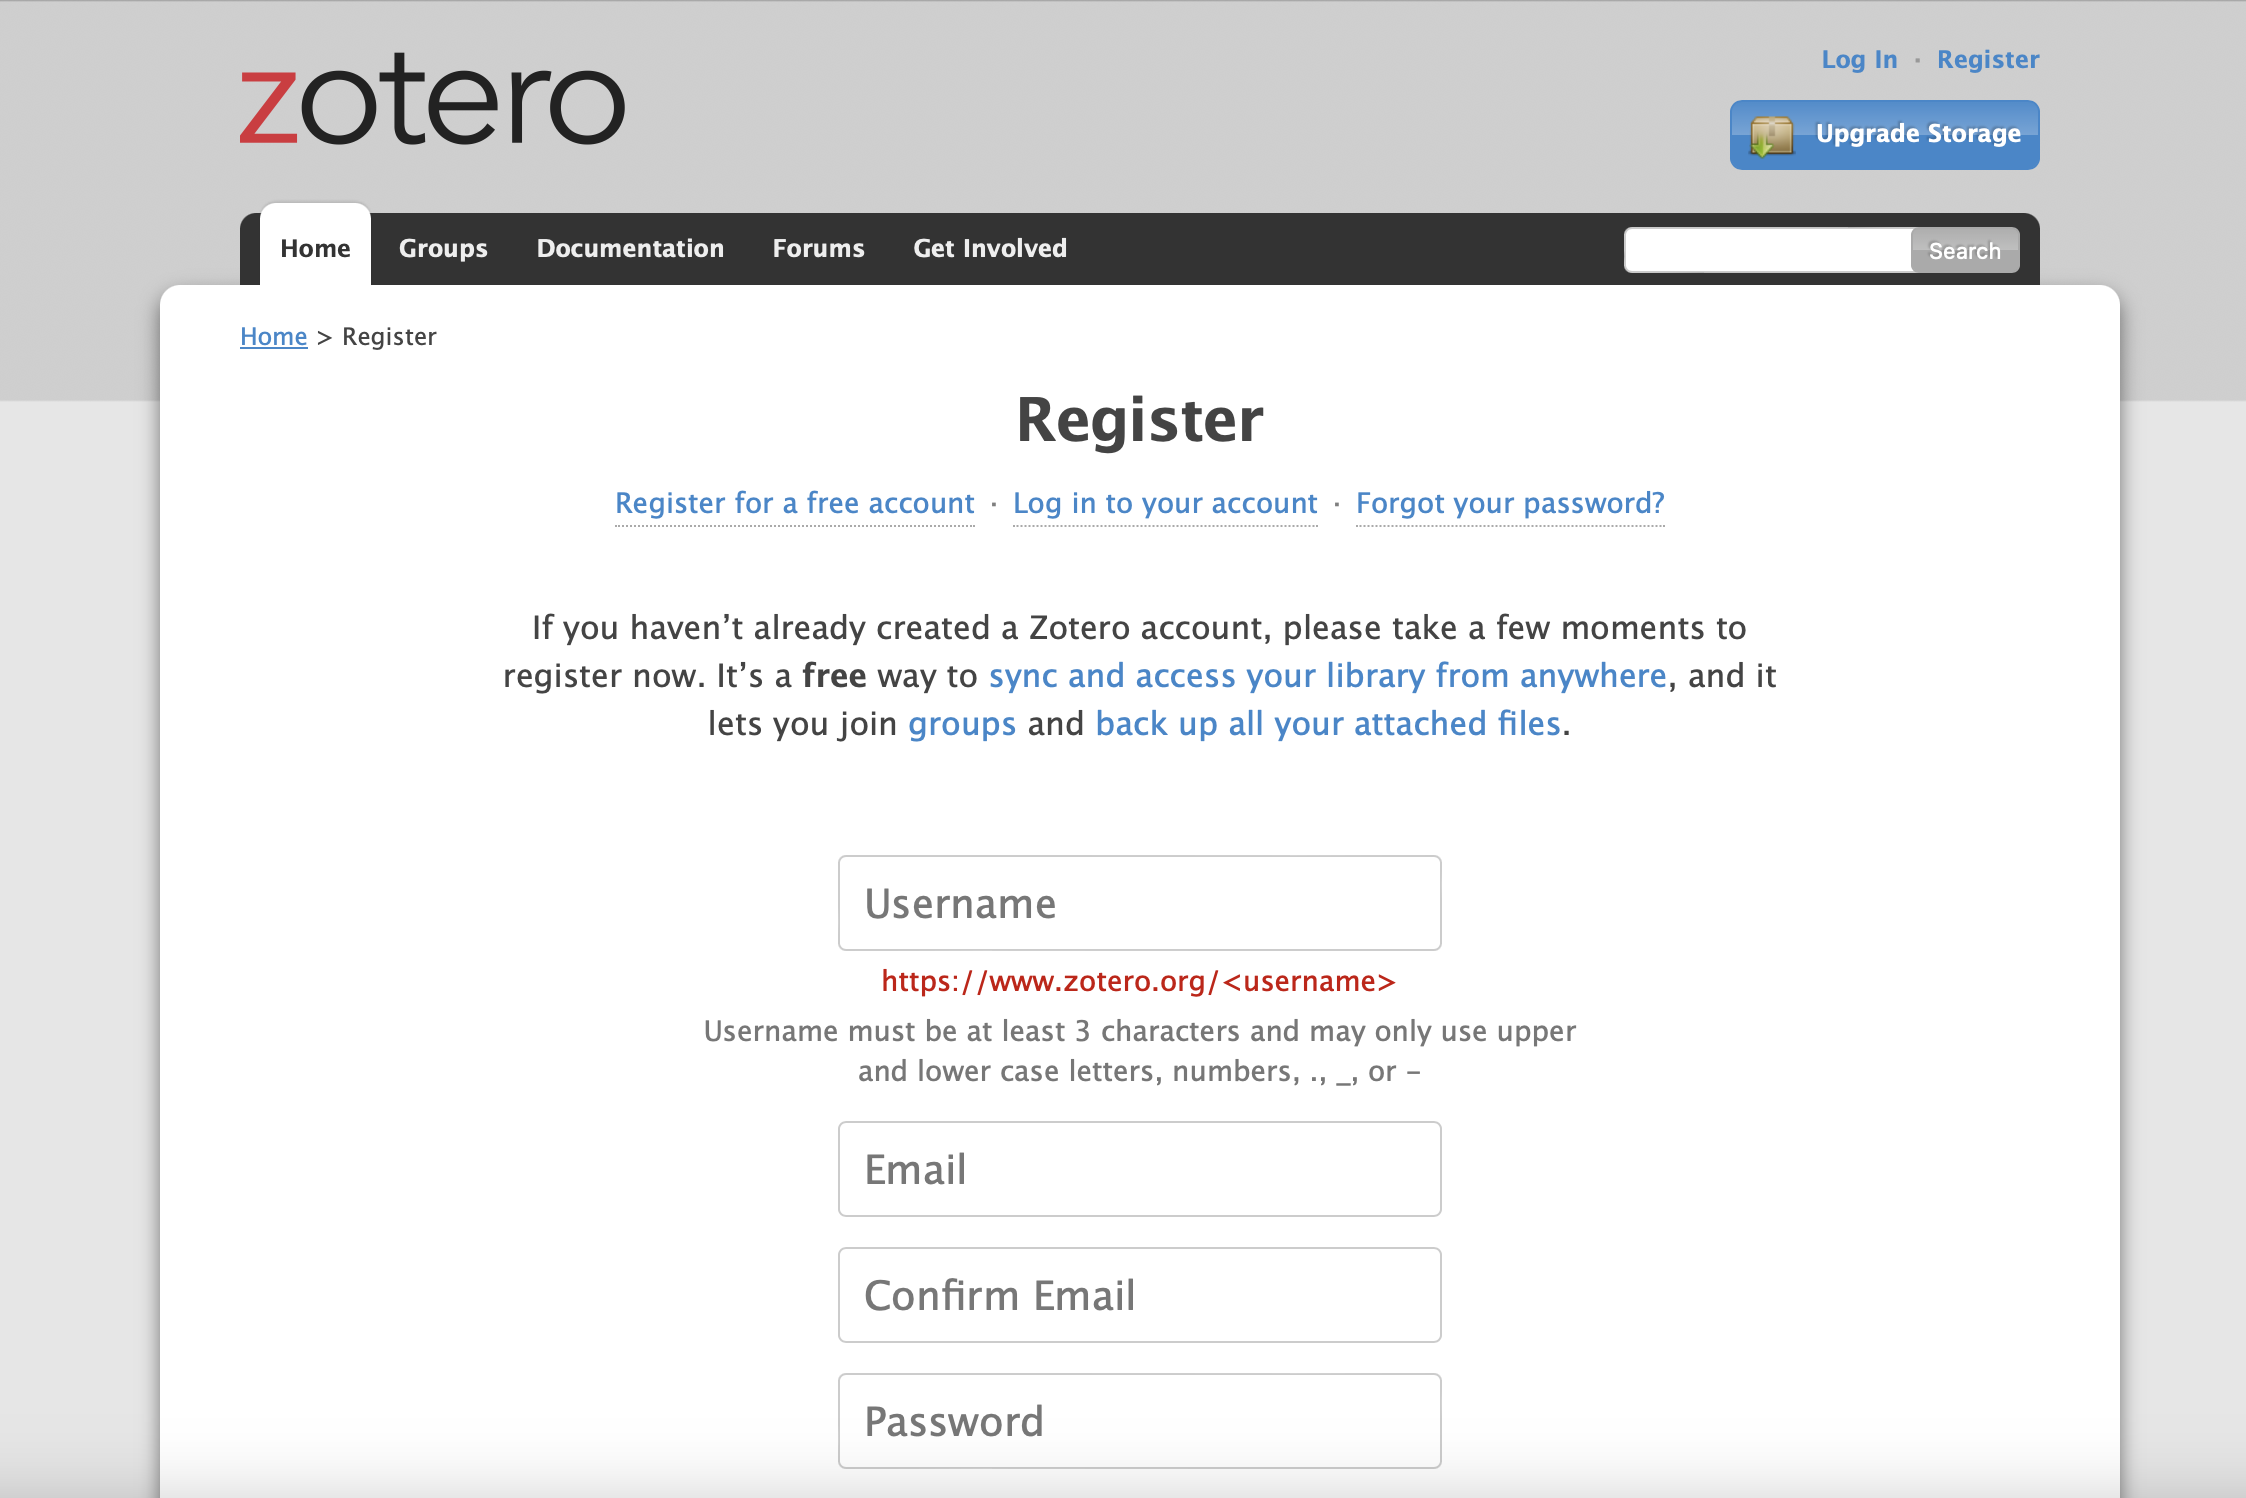 zotero
Log In · Register
Upgrade Storage
Home Groups Documentation Forums Get Involved Search
Home > Register
Register
Register for a free account · Log in to your account · Forgot your password?
If you haven’t already created a Zotero account, please take a few moments to
register now. It’s a free way to sync and access your library from anywhere, and it
lets you join groups and back up all your attached files.
Username
https://www.zotero.org/<username>
Username must be at least 3 characters and may only use upper
and lower case letters, numbers, ., _, or -
Email
Confirm Email
Password